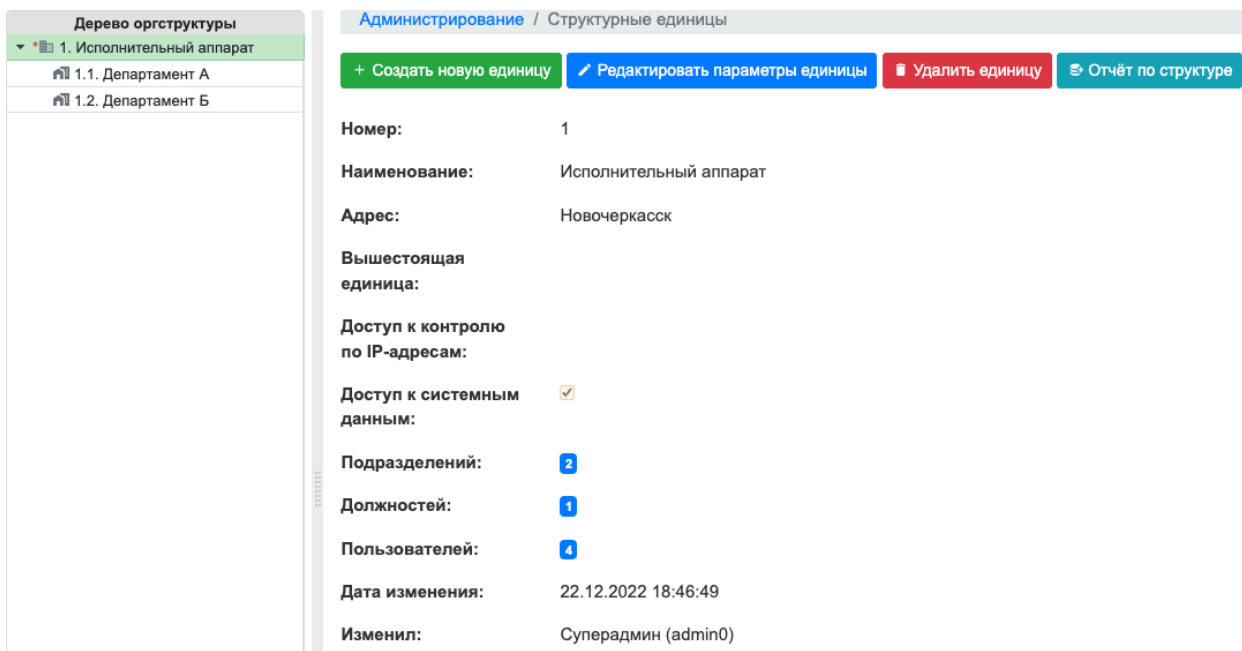 Дерево оргструктуры
* 1. Исполнительный аппарат
1.1. Департамент А
1.2. Департамент Б
Администрирование / Структурные единицы
+ Создать новую единицу
Редактировать параметры единицы
Удалить единицу
Отчёт по структуре
Номер: 1
Наименование: Исполнительный аппарат
Адрес: Новочеркасск
Вышестоящая
единица:
Доступ к контролю
по IP-адресам:
Доступ к системным
данным:
Подразделений: 2
Должностей: 1
Пользователей: 4
Дата изменения: 22.12.2022 18:46:49
Изменил: Суперадмин (admin0)